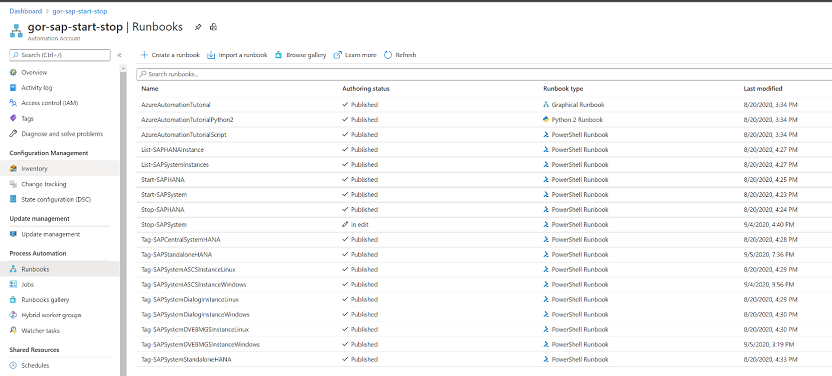 Dashboard > gor-sap-start-stop
gor-sap-start-stop | Runbooks
Automation Account
Search (Ctrl+/) «
Overview
Activity log
Access control (IAM)
Tags
Diagnose and solve problems
Configuration Management
Inventory
Change tracking
State configuration (DSC)
Update management
Update management
Process Automation
Runbooks
Jobs
Runbooks gallery
Hybrid worker groups
Watcher tasks
Shared Resources
Schedules
Create a runbook Import a runbook Browse gallery Learn more Refresh
Search runbooks...
Name Authoring status Runbook type Last modified
AzureAutomationTutorial Published Graphical Runbook 8/20/2020, 3:34 PM
AzureAutomationTutorialPython2 Published Python 2 Runbook 8/20/2020, 3:34 PM
AzureAutomationTutorialScript Published PowerShell Runbook 8/20/2020, 3:34 PM
List-SAPHANAInstance Published PowerShell Runbook 8/20/2020, 4:27 PM
List-SAPSystemInstances Published PowerShell Runbook 8/20/2020, 4:27 PM
Start-SAPHANA Published PowerShell Runbook 8/20/2020, 4:25 PM
Start-SAPSystem Published PowerShell Runbook 8/20/2020, 4:23 PM
Stop-SAPHANA Published PowerShell Runbook 8/20/2020, 4:24 PM
Stop-SAPSystem In edit PowerShell Runbook 9/4/2020, 4:40 PM
Tag-SAPCentralSystemHANA Published PowerShell Runbook 8/20/2020, 4:28 PM
Tag-SAPStandaloneHANA Published PowerShell Runbook 9/5/2020, 7:36 PM
Tag-SAPSystemASCSInstanceLinux Published PowerShell Runbook 8/20/2020, 4:29 PM
Tag-SAPSystemASCSInstanceWindows Published PowerShell Runbook 9/4/2020, 9:56 PM
Tag-SAPSystemDialogInstanceLinux Published PowerShell Runbook 8/20/2020, 4:29 PM
Tag-SAPSystemDialogInstanceWindows Published PowerShell Runbook 8/20/2020, 4:30 PM
Tag-SAPSystemDVEBMGSInstanceLinux Published PowerShell Runbook 8/20/2020, 4:30 PM
Tag-SAPSystemDVEBMGSInstanceWindows Published PowerShell Runbook 9/5/2020, 3:19 PM
Tag-SAPSystemStandaloneHANA Published PowerShell Runbook 8/20/2020, 4:33 PM